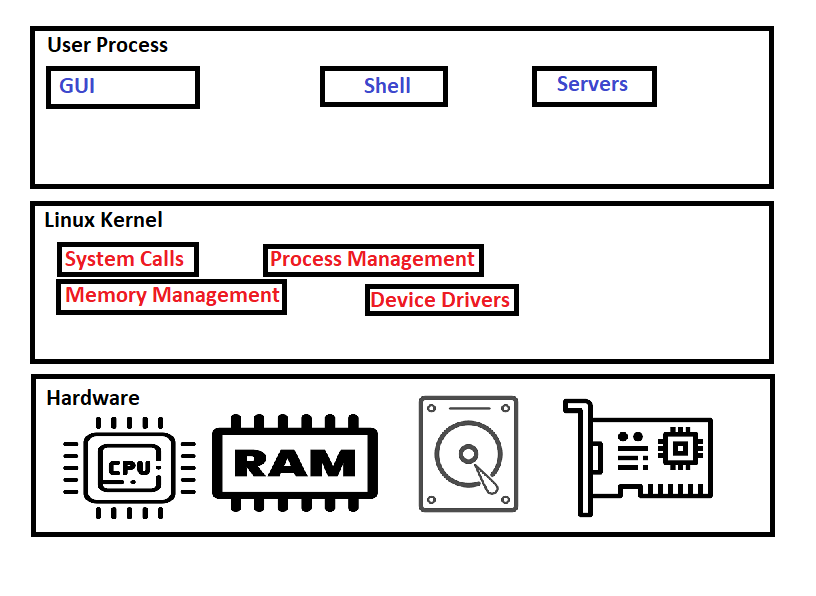 User Process
GUI
Shell
Servers
Linux Kernel
System Calls
Process Management
Memory Management
Device Drivers
Hardware
CPU
RAM